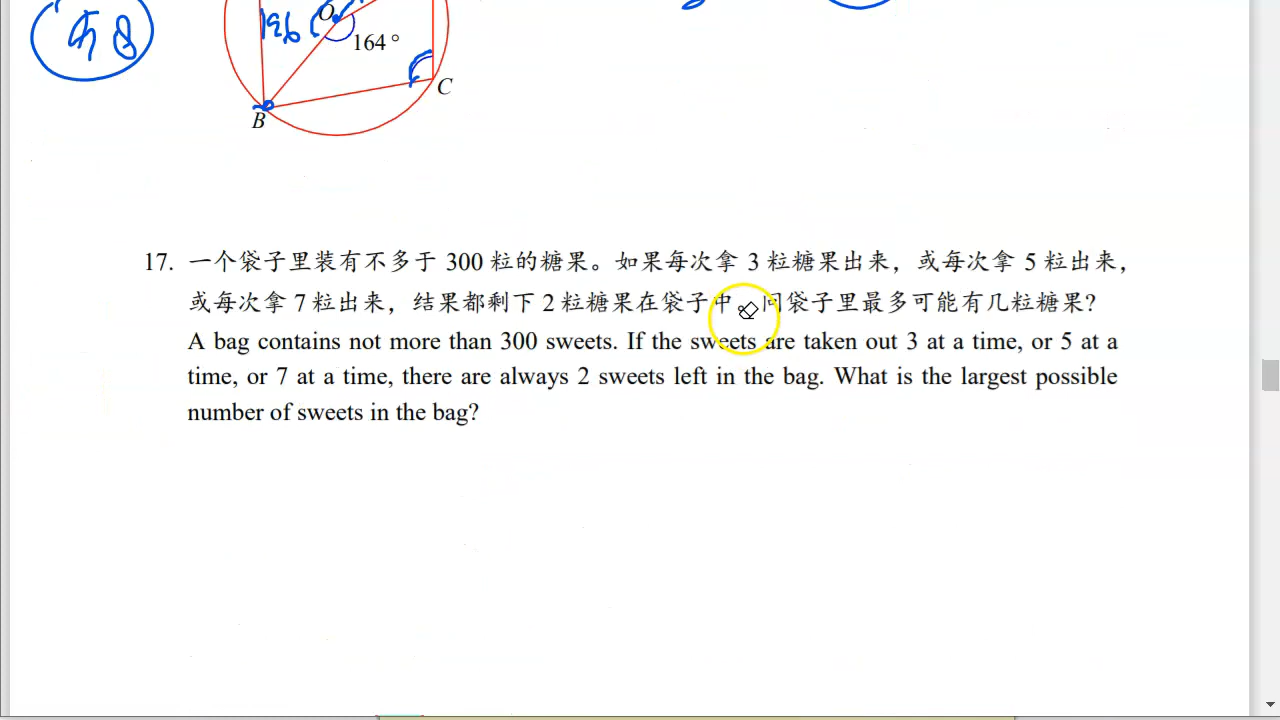 O
196
164°
C
B
17. 一个袋子里装有不多于 300 粒的糖果。如果每次拿 3 粒糖果出来，或每次拿 5 粒出来，
或每次拿 7 粒出来，结果都剩下 2 粒糖果在袋子中。问袋子里最多可能有几粒糖果?
A bag contains not more than 300 sweets. If the sweets are taken out 3 at a time, or 5 at a
time, or 7 at a time, there are always 2 sweets left in the bag. What is the largest possible
number of sweets in the bag?